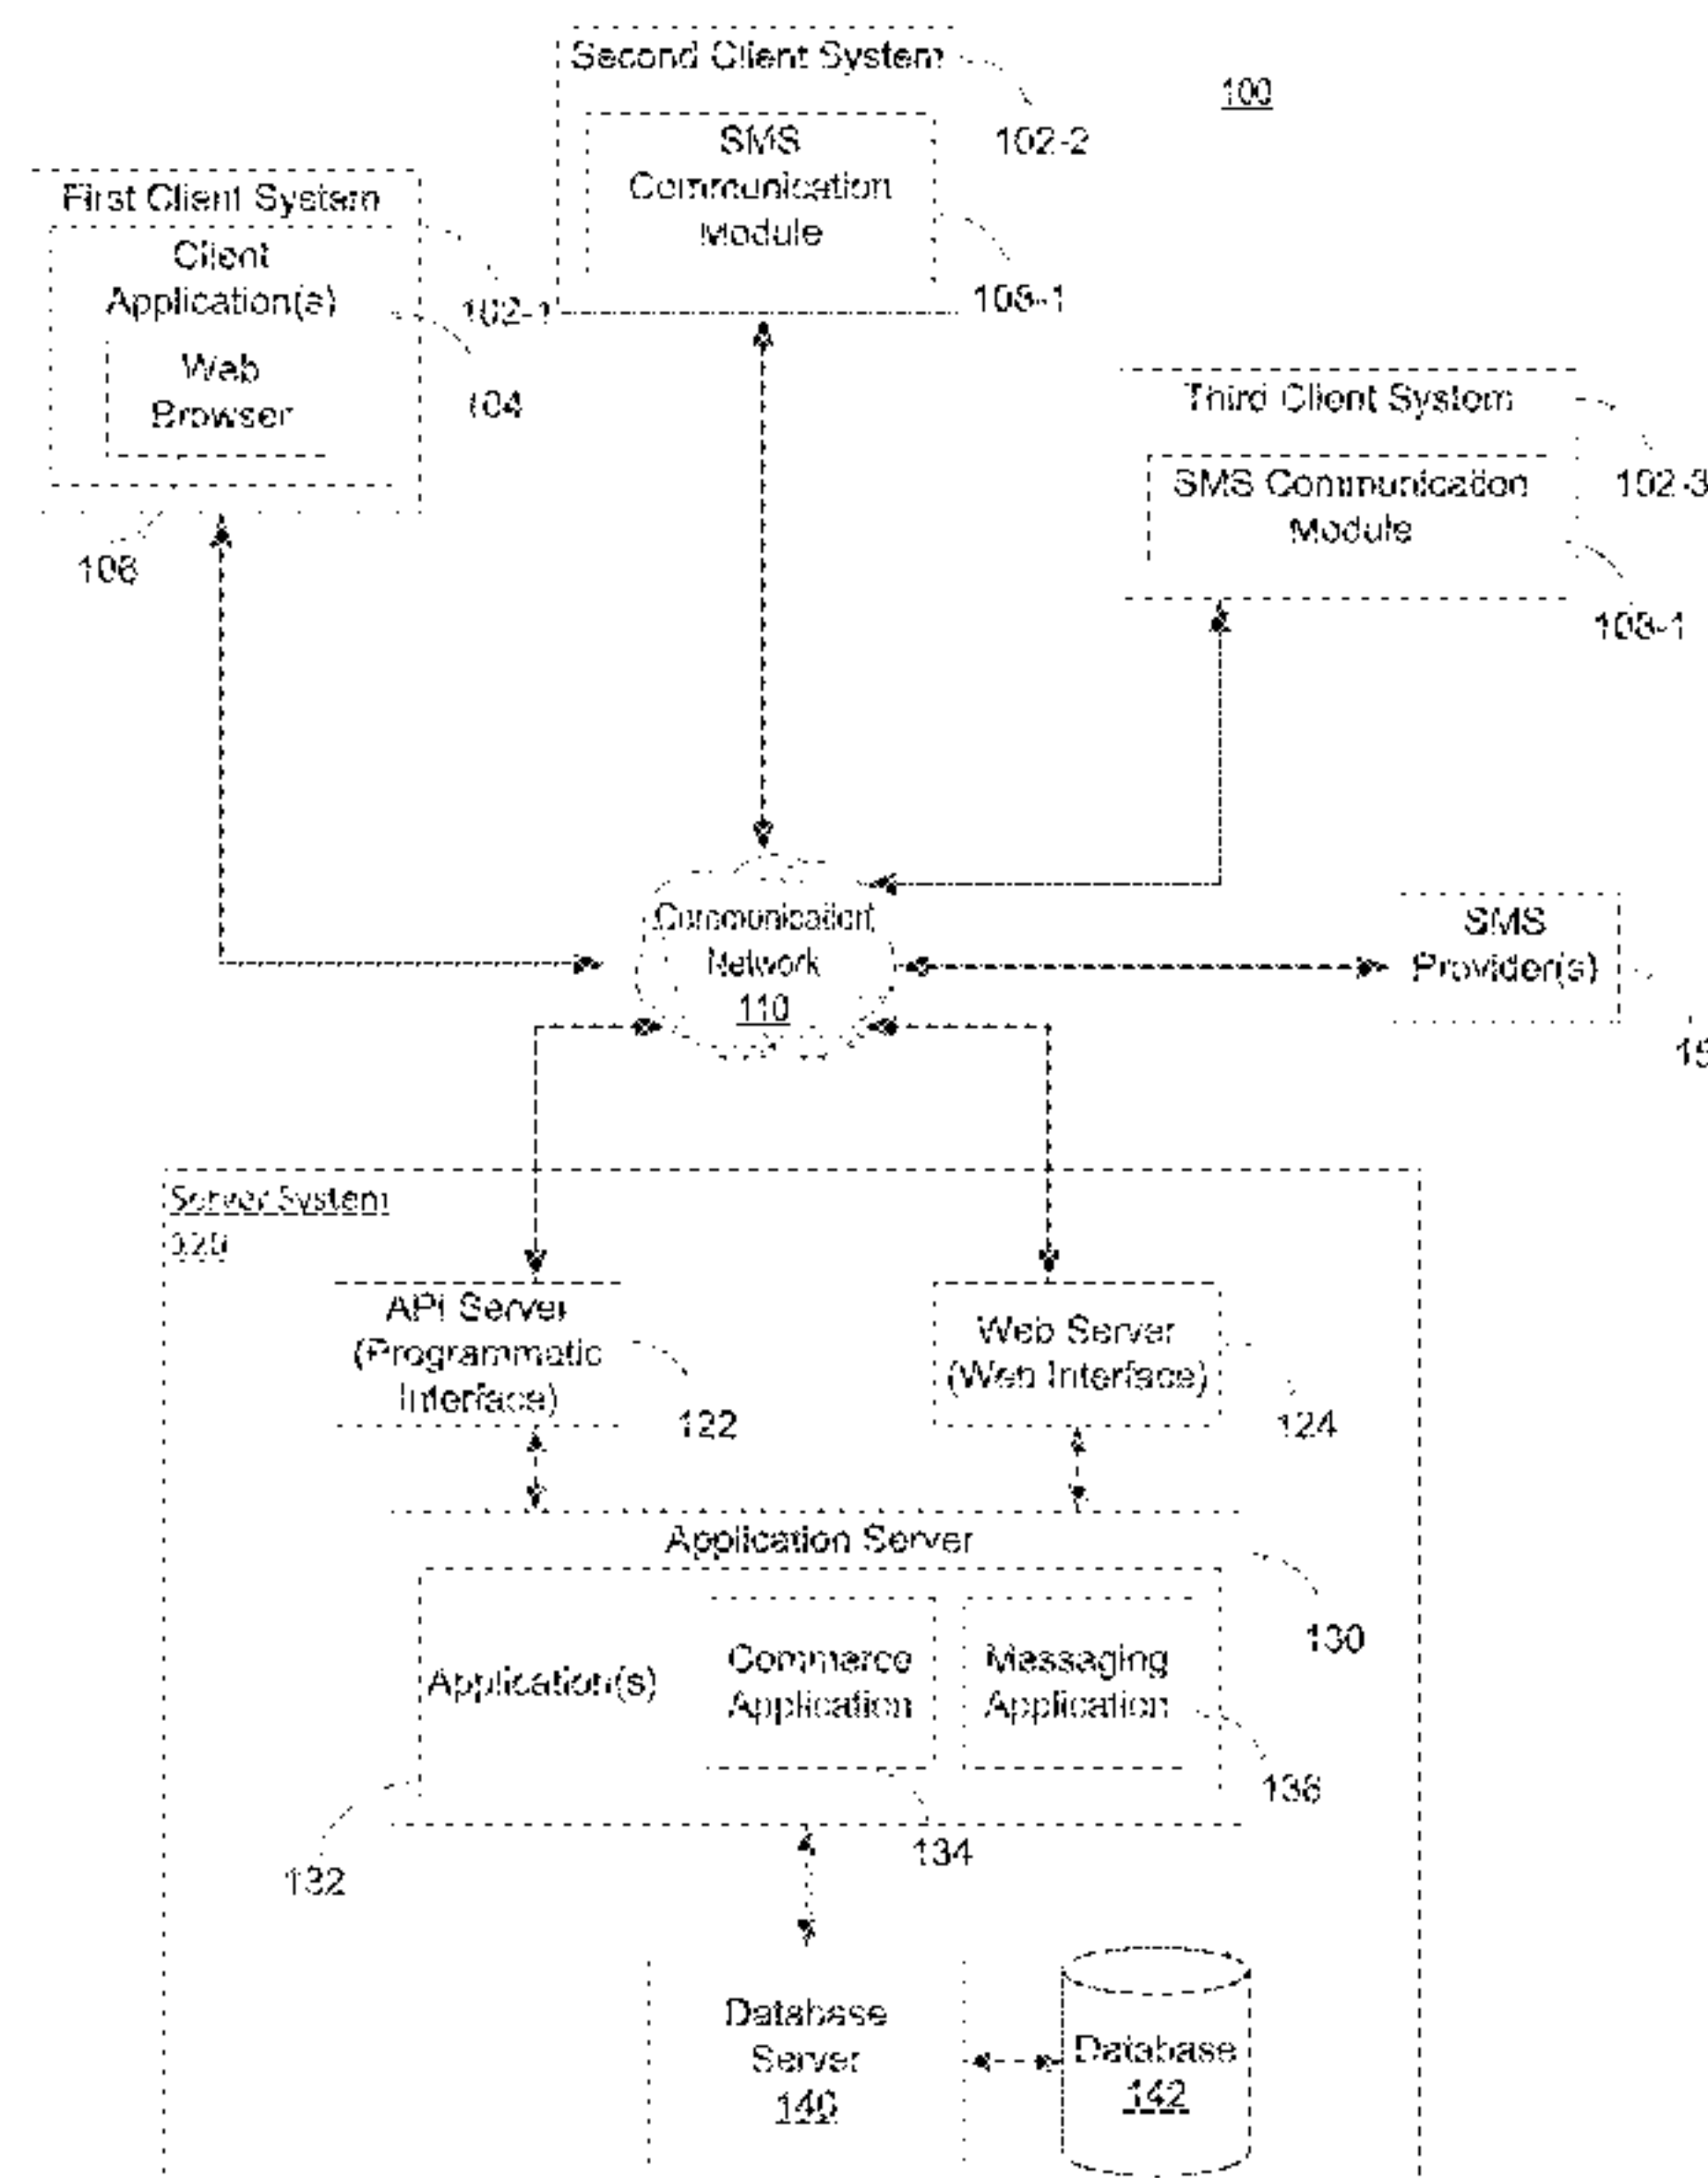 100
Second Client System
102-2
SMS
Communication
Module
108-1
First Client System
102-1
Client
Application(s)
104
Web
Browser
106
Third Client System
102-3
SMS Communication
Module
108-1
Communication
Network
110
SMS
Provider(s)
Server System
120
API Server
(Programmatic
Interface)
122
Web Server
(Web Interface)
124
Application Server
130
Application(s)
132
Commerce
Application
134
Messaging
Application
136
Database
Server
140
Database
142